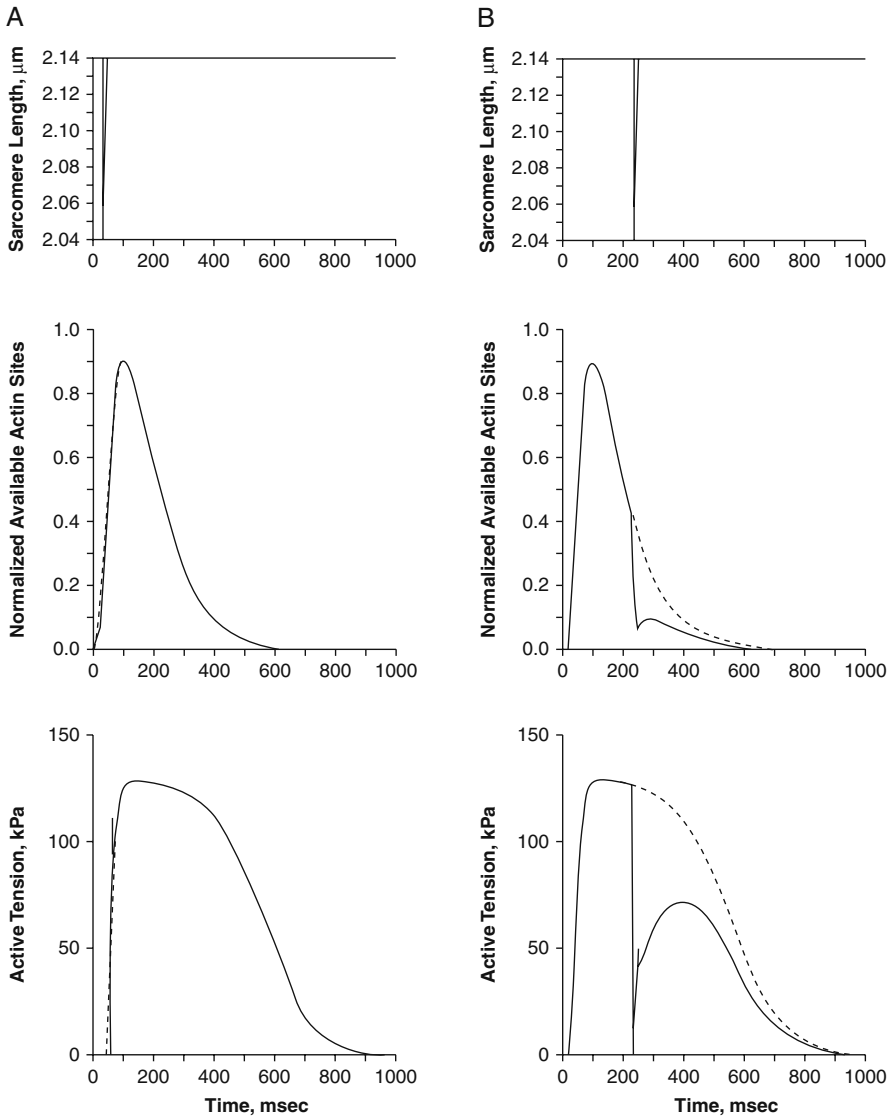 A
B
Sarcomere Length, μm
2.14
2.12
2.10
2.08
2.06
2.04
0 200 400 600 800 1000
Sarcomere Length, μm
2.14
2.12
2.10
2.08
2.06
2.04
0 200 400 600 800 1000
Normalized Available Actin Sites
1.0
0.8
0.6
0.4
0.2
0.0
0 200 400 600 800 1000
Normalized Available Actin Sites
1.0
0.8
0.6
0.4
0.2
0.0
0 200 400 600 800 1000
Active Tension, kPa
150
100
50
0
0 200 400 600 800 1000
Time, msec
Active Tension, kPa
150
100
50
0
0 200 400 600 800 1000
Time, msec